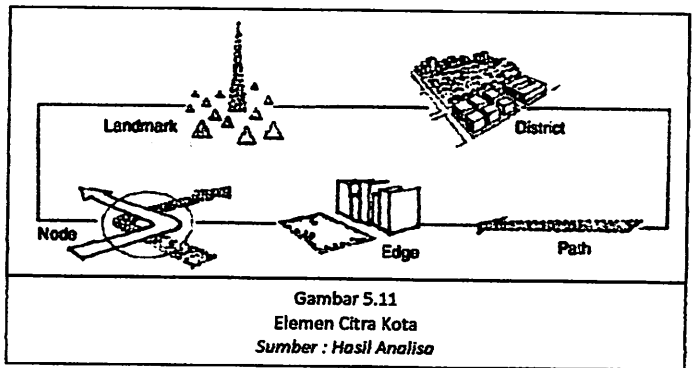 Landmark
District
Node
Edge
Path
Gambar 5.11
Elemen Citra Kota
Sumber : Hasil Analisa